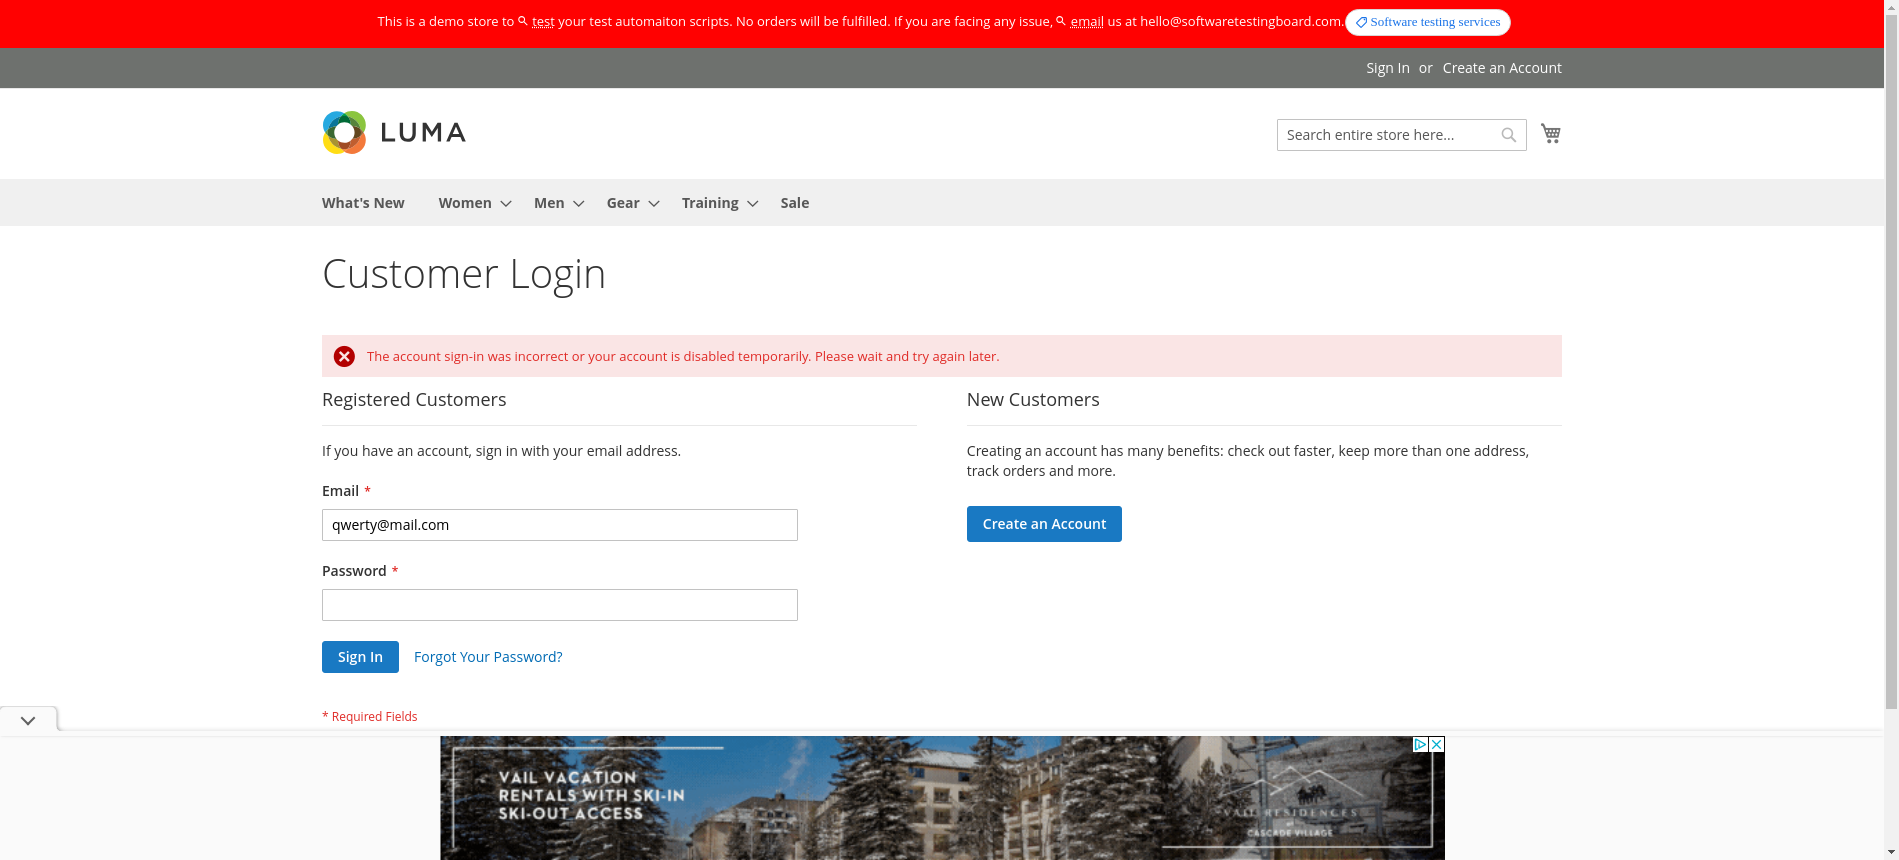 This is a demo store to test your test automaiton scripts. No orders will be fulfilled. If you are facing any issue, email us at hello@softwaretestingboard.com. Software testing services
Sign In or Create an Account
LUMA
Search entire store here...
What's New Women Men Gear Training Sale
Customer Login
The account sign-in was incorrect or your account is disabled temporarily. Please wait and try again later.
Registered Customers
If you have an account, sign in with your email address.
Email *
qwerty@mail.com
Password *
Sign In Forgot Your Password?
* Required Fields
New Customers
Creating an account has many benefits: check out faster, keep more than one address,
track orders and more.
Create an Account
VAIL VACATION
RENTALS WITH SKI-IN
SKI-OUT ACCESS
VAIL RESIDENCES
CASCADE VILLAGE